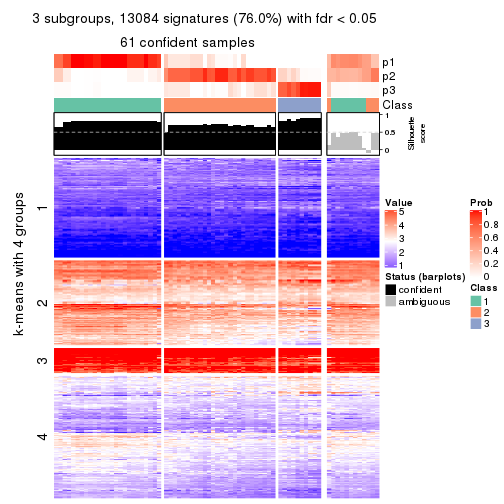 3 subgroups, 13084 signatures (76.0%) with fdr < 0.05
61 confident samples
p1
p2
p3
Class
1
0.5
0
Silhouette
score
k-means with 4 groups
1
2
3
4
Value
5
4
3
2
1
Prob
1
0.8
0.6
0.4
0.2
0
Status (barplots)
confident
ambiguous
Class
1
2
3